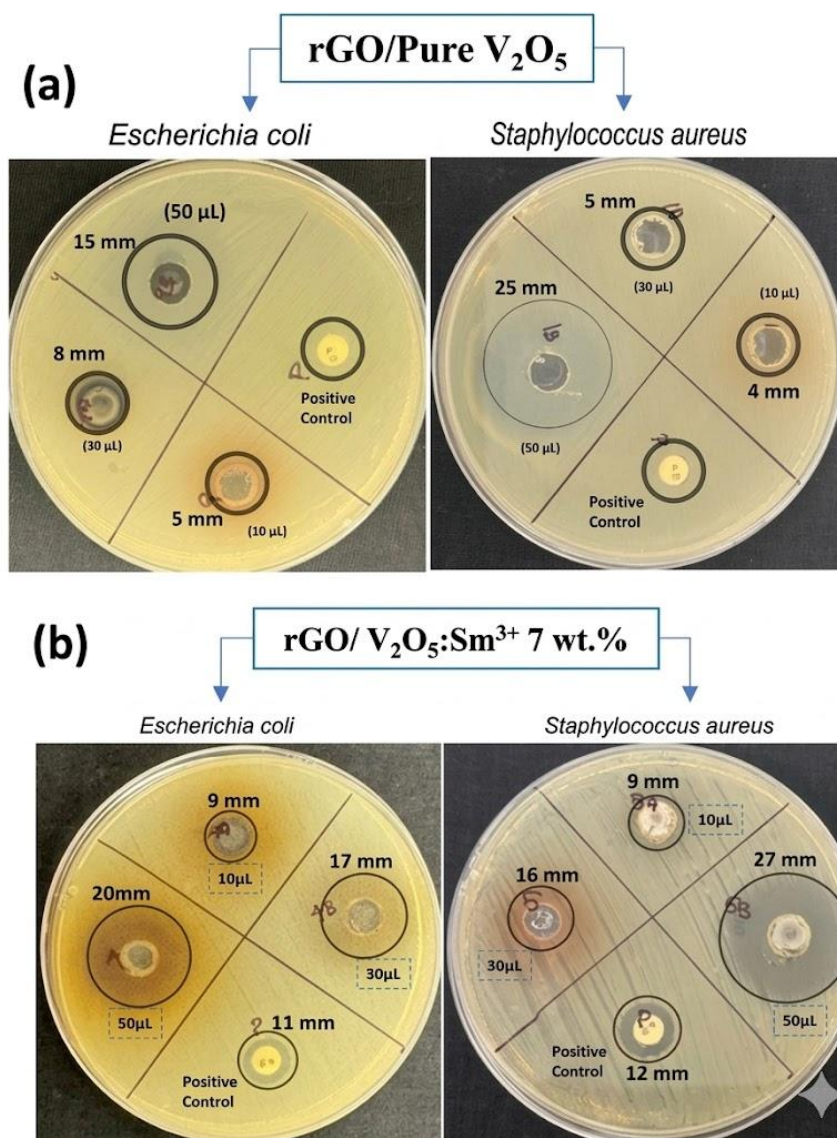 rGO/Pure V₂O₅
(a)
Escherichia coli
Staphylococcus aureus
(50 µL)
15 mm
8 mm
(30 µL)
P
Positive
Control
5 mm
(10 µL)
5 mm
(30 µL)
25 mm
(50 µL)
(10 µL)
4 mm
Positive
Control
(b)
rGO/ V₂O₅:Sm³⁺ 7 wt.%
Escherichia coli
Staphylococcus aureus
9 mm
10µL
17 mm
30µL
20mm
50µL
11 mm
Positive
Control
9 mm
10µL
16 mm
30µL
27 mm
50µL
Positive
Control
12 mm